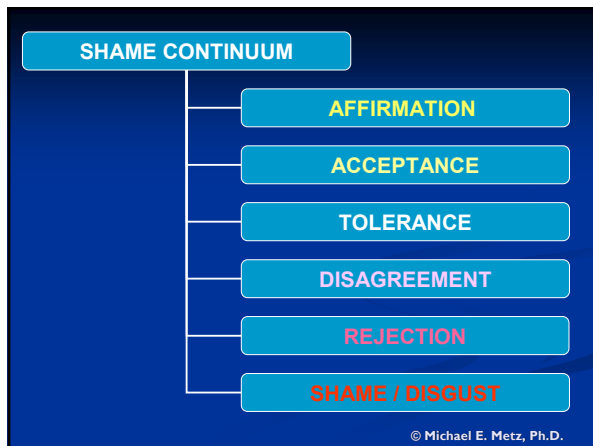 SHAME CONTINUUM
AFFIRMATION
ACCEPTANCE
TOLERANCE
DISAGREEMENT
REJECTION
SHAME / DISGUST
© Michael E. Metz, Ph.D.